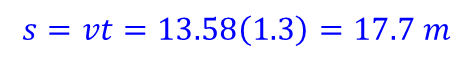 s = vt = 13.58(1.3) = 17.7 m